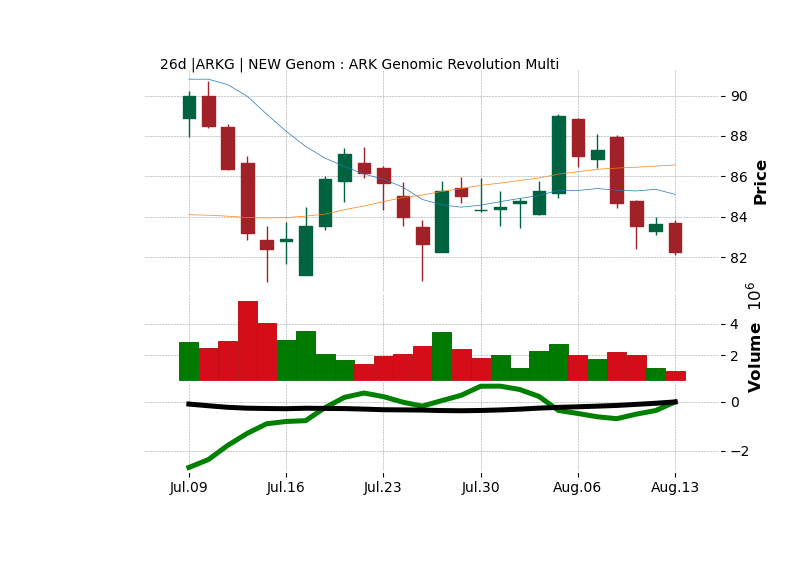 26d |ARKG | NEW Genom : ARK Genomic Revolution Multi
90
88
86
84
82
Price
4
2
Volume 10^6
0
−2
Jul.09 Jul.16 Jul.23 Jul.30 Aug.06 Aug.13